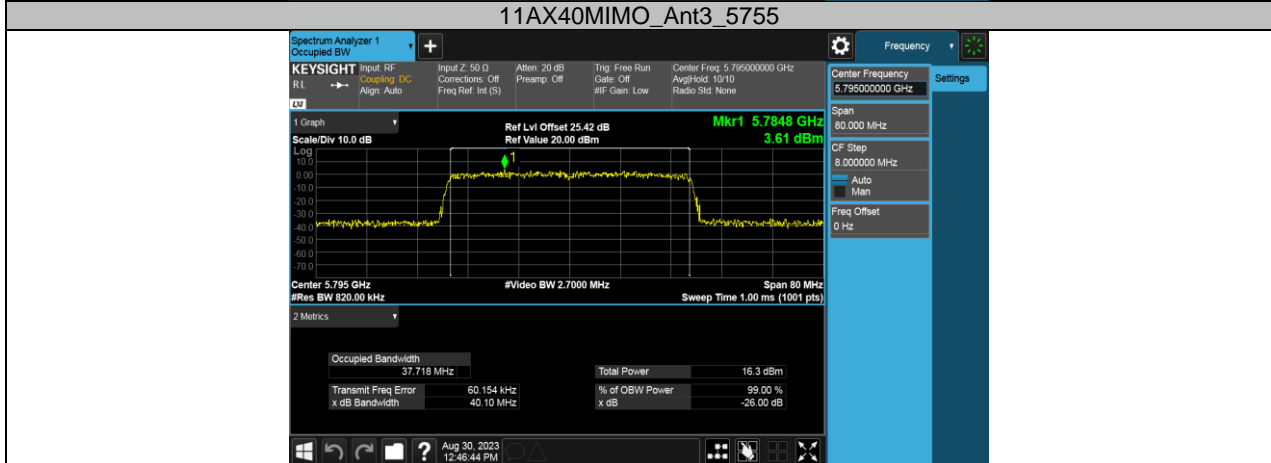 11AX40MIMO_Ant3_5755
Spectrum Analyzer 1
Occupied BW
+
Frequency
KEYSIGHT
RL
Input: RF
Coupling: DC
Align: Auto
Input Z: 50 Ω
Corrections: Off
Freq Ref: Int (S)
Atten: 20 dB
Preamp: Off
Trig: Free Run
Gate: Off
#IF Gain: Low
Center Freq: 5.795000000 GHz
Avg|Hold: 10/10
Radio Std: None
LXI
Center Frequency
5.795000000 GHz
Settings
Span
80.000 MHz
CF Step
8.000000 MHz
Auto
Man
Freq Offset
0 Hz
1 Graph
Scale/Div 10.0 dB
Ref Lvl Offset 25.42 dB
Ref Value 20.00 dBm
Mkr1 5.7848 GHz
3.61 dBm
Log
10.0
0.00
-10.0
-20.0
-30.0
-40.0
-50.0
-60.0
-70.0
1
Center 5.795 GHz
#Res BW 820.00 kHz
#Video BW 2.7000 MHz
Span 80 MHz
Sweep Time 1.00 ms (1001 pts)
2 Metrics
Occupied Bandwidth
37.718 MHz
Transmit Freq Error 60.154 kHz
x dB Bandwidth 40.10 MHz
Total Power 16.3 dBm
% of OBW Power 99.00 %
x dB -26.00 dB
?
Aug 30, 2023
12:46:44 PM